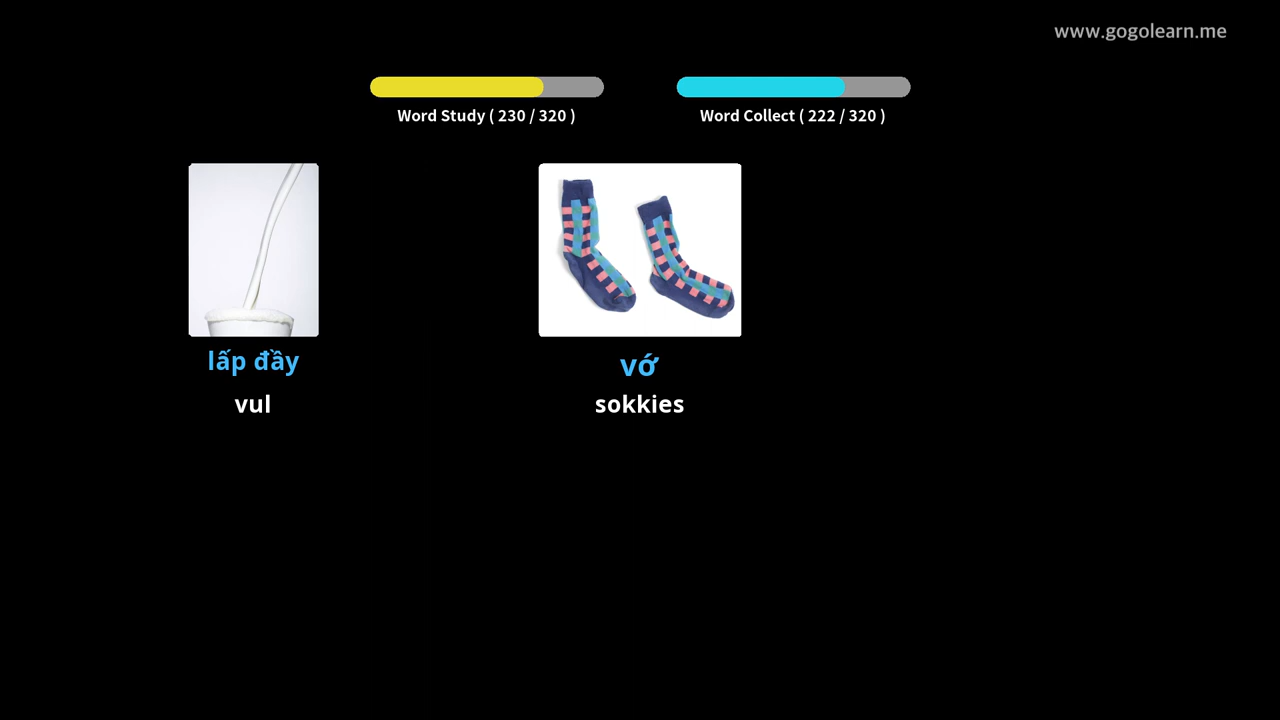 www.gogolearn.me
Word Study ( 230 / 320 )
Word Collect ( 222 / 320 )
lấp đầy
vớ
vul
sokkies